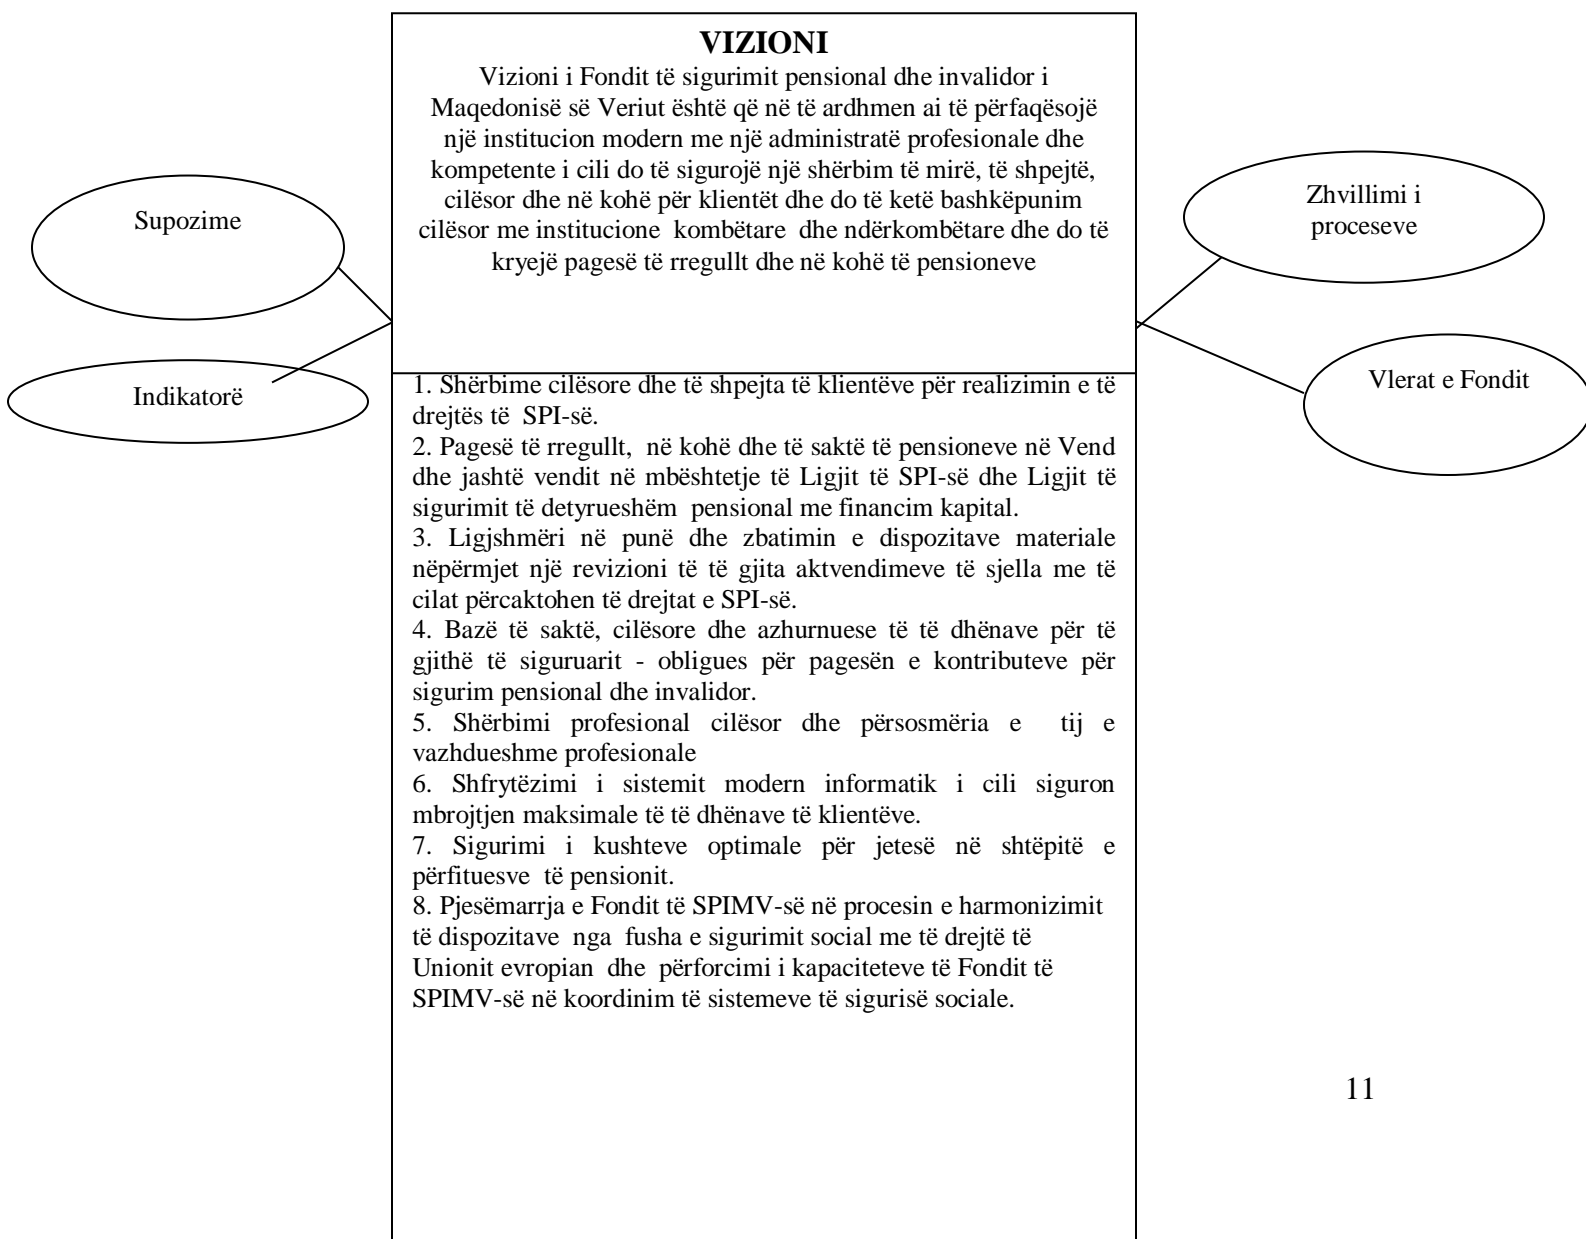 VIZIONI
Vizioni i Fondit të sigurimit pensional dhe invalidor i
Maqedonisë së Veriut është që në të ardhmen ai të përfaqësojë
një institucion modern me një administratë profesionale dhe
kompetente i cili do të sigurojë një shërbim të mirë, të shpejtë,
cilësor dhe në kohë për klientët dhe do të ketë bashkëpunim
cilësor me institucione kombëtare dhe ndërkombëtare dhe do të
kryejë pagesë të rregullt dhe në kohë të pensioneve
Supozime
Indikatorë
Zhvillimi i
proceseve
Vlerat e Fondit
1. Shërbime cilësore dhe të shpejta të klientëve për realizimin e të
drejtës të SPI-së.
2. Pagesë të rregullt, në kohë dhe të saktë të pensioneve në Vend
dhe jashtë vendit në mbështetje të Ligjit të SPI-së dhe Ligjit të
sigurimit të detyrueshëm pensional me financim kapital.
3. Ligjshmëri në punë dhe zbatimin e dispozitave materiale
nëpërmjet një revizioni të të gjita aktvendimeve të sjella me të
cilat përcaktohen të drejtat e SPI-së.
4. Bazë të saktë, cilësore dhe azhurnuese të të dhënave për të
gjithë të siguruarit - obligues për pagesën e kontributeve për
sigurim pensional dhe invalidor.
5. Shërbimi profesional cilësor dhe përsosmëria e tij e
vazhdueshme profesionale
6. Shfrytëzimi i sistemit modern informatik i cili siguron
mbrojtjen maksimale të të dhënave të klientëve.
7. Sigurimi i kushteve optimale për jetesë në shtëpitë e
përfituesve të pensionit.
8. Pjesëmarrja e Fondit të SPIMV-së në procesin e harmonizimit
të dispozitave nga fusha e sigurimit social me të drejtë të
Unionit evropian dhe përforcimi i kapaciteteve të Fondit të
SPIMV-së në koordinim të sistemeve të sigurisë sociale.
11